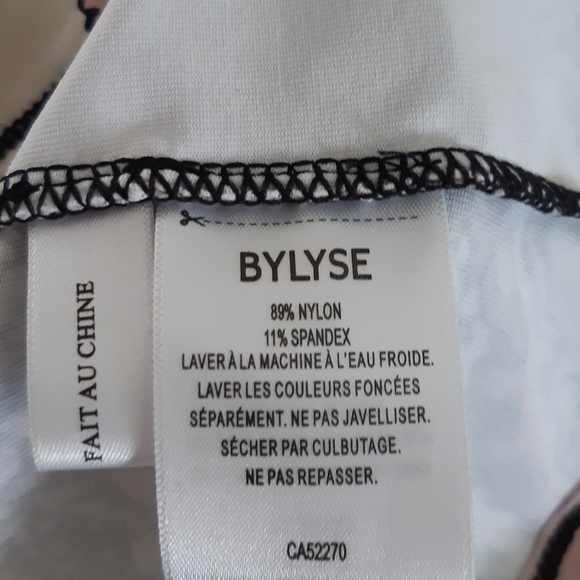 BYLYSE
89% NYLON
11% SPANDEX
LAVER À LA MACHINE À L'EAU FROIDE.
LAVER LES COULEURS FONCÉES
SÉPARÉMENT. NE PAS JAVELLISER.
SÉCHER PAR CULBUTAGE.
NE PAS REPASSER.
CA52270
FAIT AU CHINE